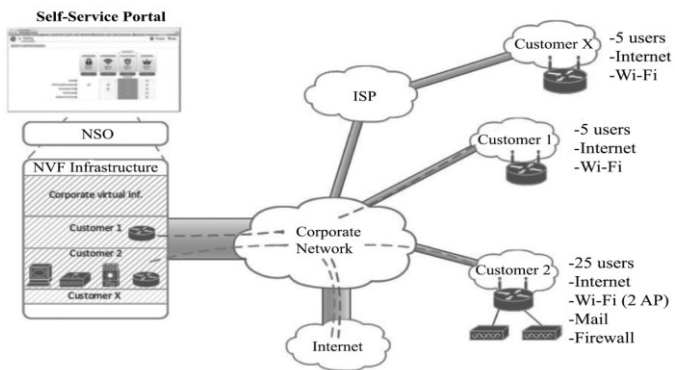 Self-Service Portal
NSO
NVF Infrastructure
Corporate virtual Inf.
Customer 1
Customer 2
Customer X
Corporate
Network
Internet
ISP
Customer X
-5 users
-Internet
-Wi-Fi
Customer 1
-5 users
-Internet
-Wi-Fi
Customer 2
-25 users
-Internet
-Wi-Fi (2 AP)
-Mail
-Firewall